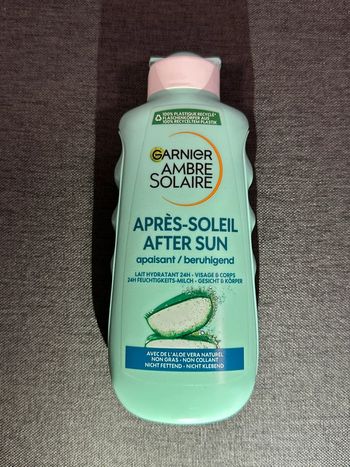 100% PLASTIQUE RECYCLÉ*
FLASCHENKÖRPER AUS
100% RECYCELTEM PLASTIK
GARNIER
AMBRE
SOLAIRE
APRÈS-SOLEIL
AFTER SUN
apaisant / beruhigend
LAIT HYDRATANT 24H - VISAGE & CORPS
24H FEUCHTIGKEITS-MILCH - GESICHT & KÖRPER
AVEC DE L'ALOE VERA NATUREL
NON GRAS - NON COLLANT
NICHT FETTEND - NICHT KLEBEND